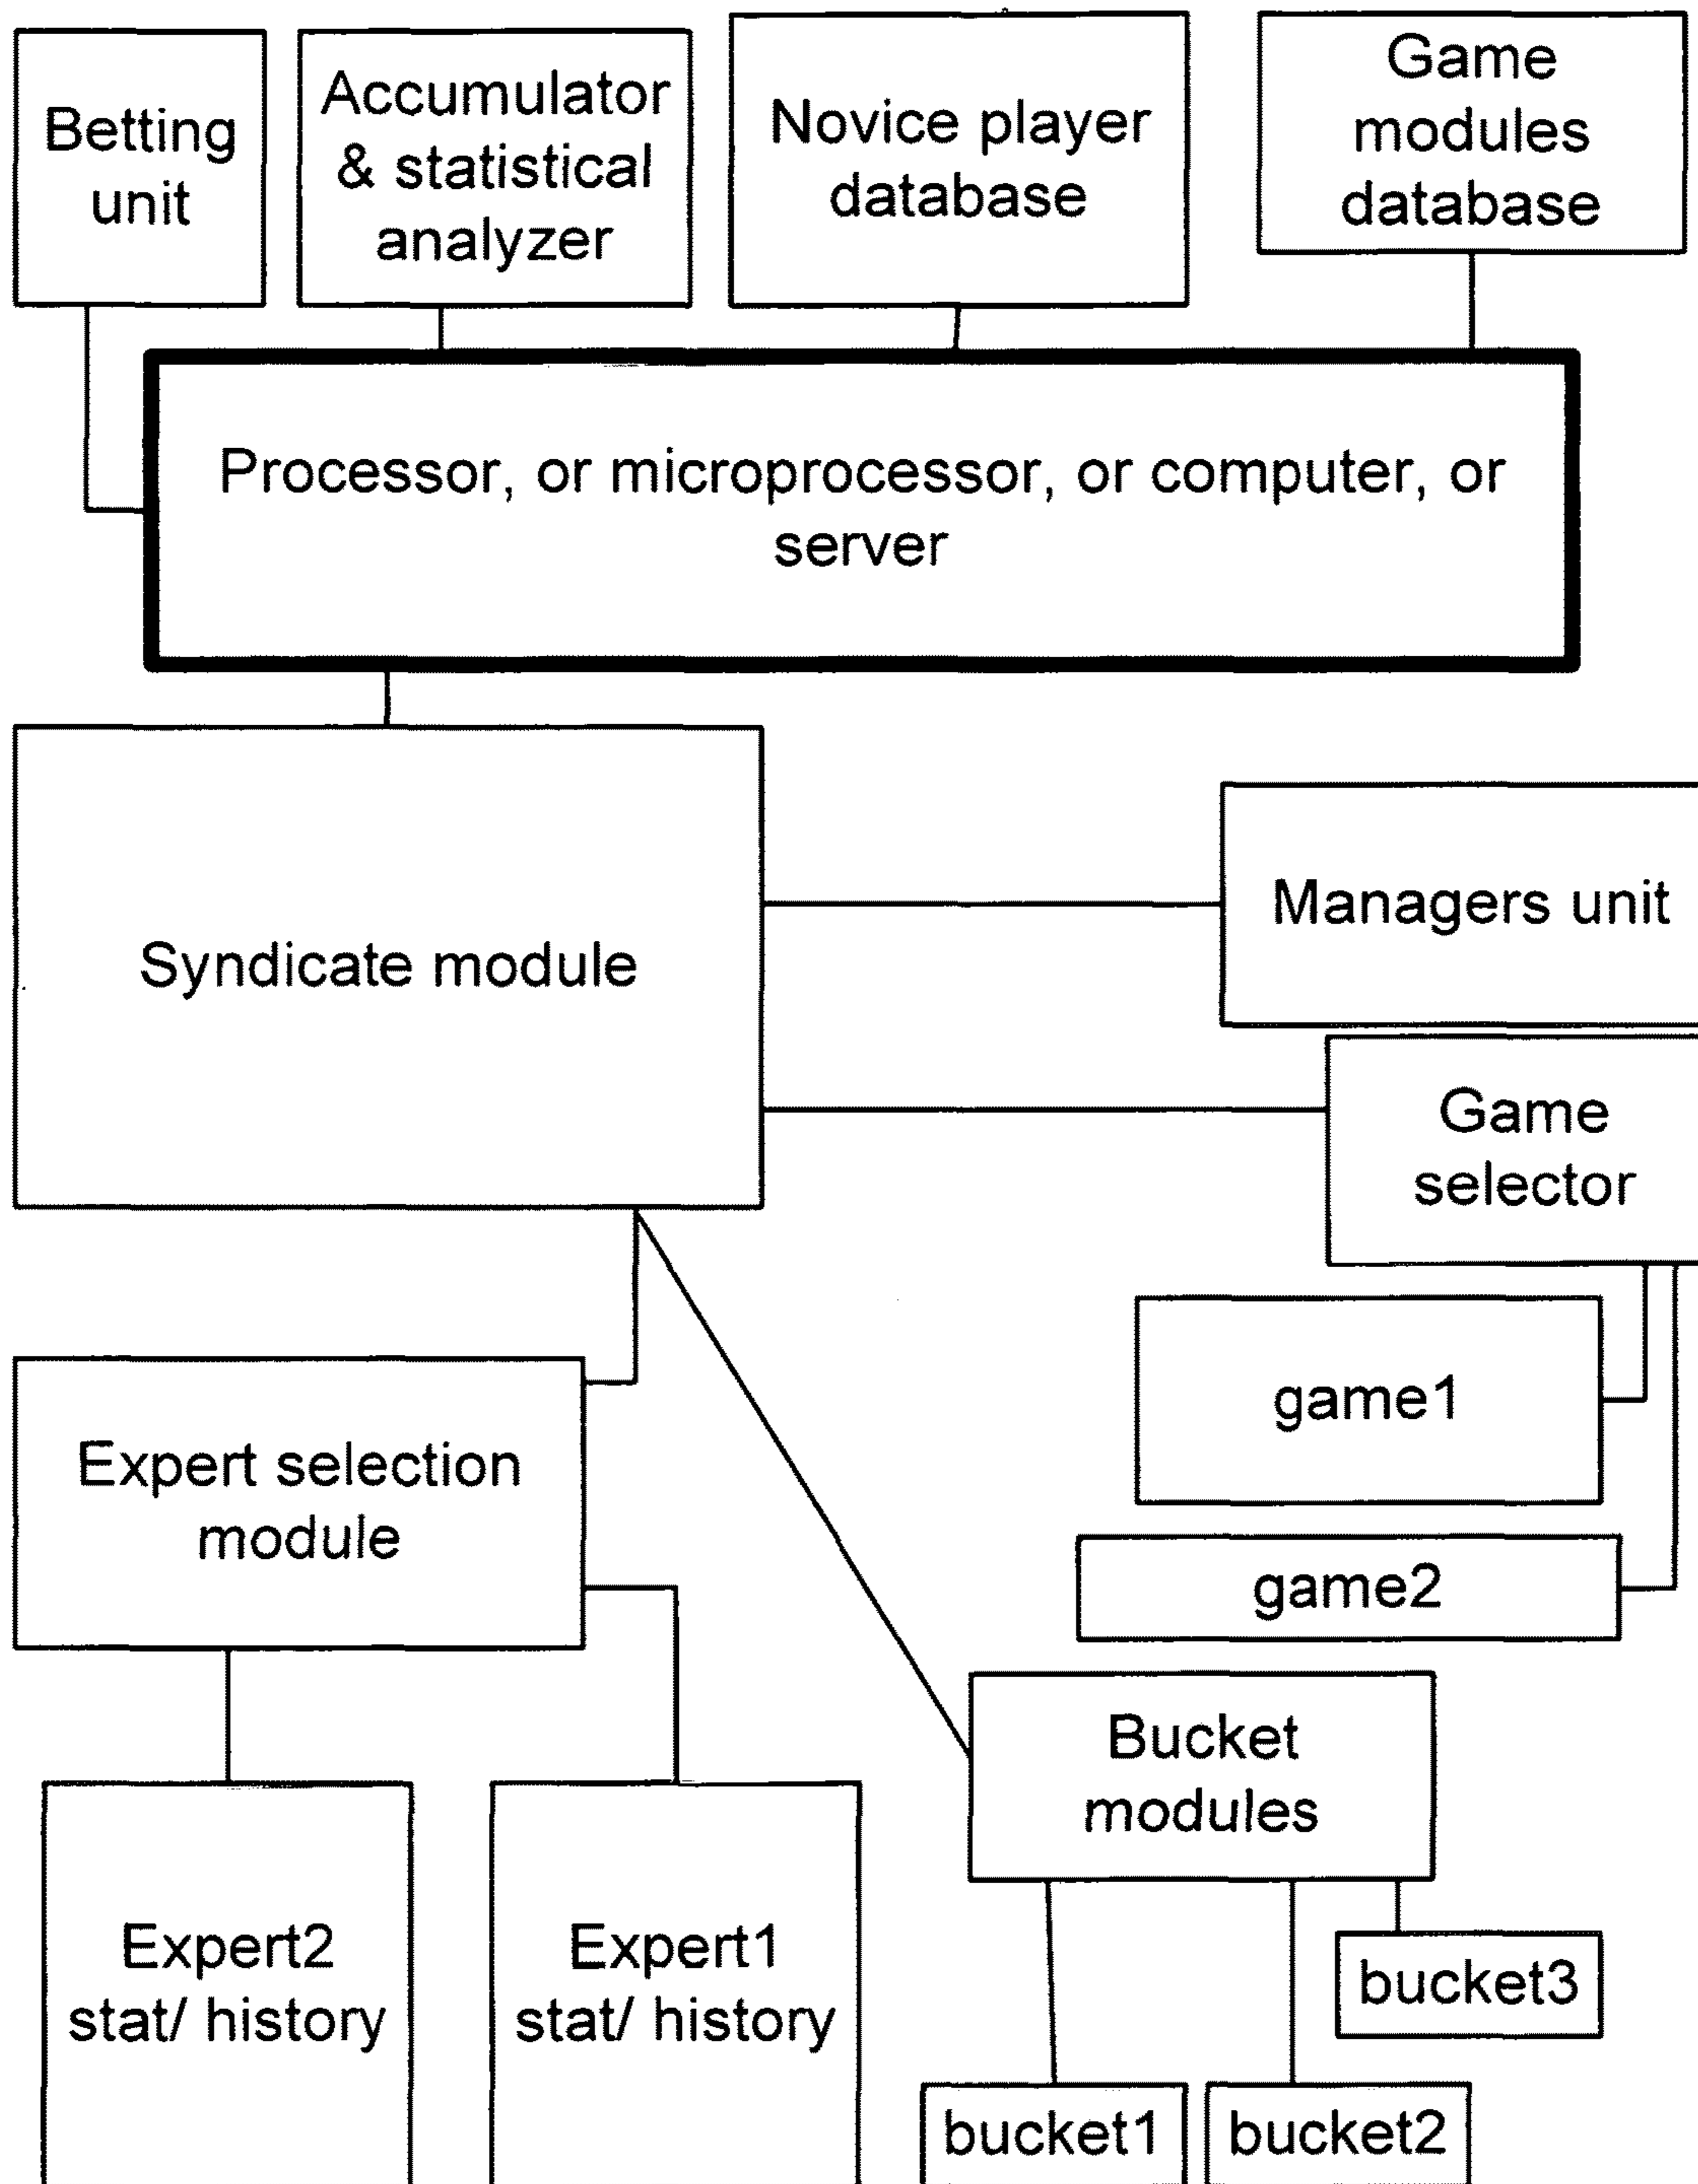 Betting
unit
Accumulator
& statistical
analyzer
Novice player
database
Game
modules
database
Processor, or microprocessor, or computer, or
server
Syndicate module
Managers unit
Game
selector
game1
game2
Expert selection
module
Bucket
modules
Expert2
stat/ history
Expert1
stat/ history
bucket3
bucket1
bucket2